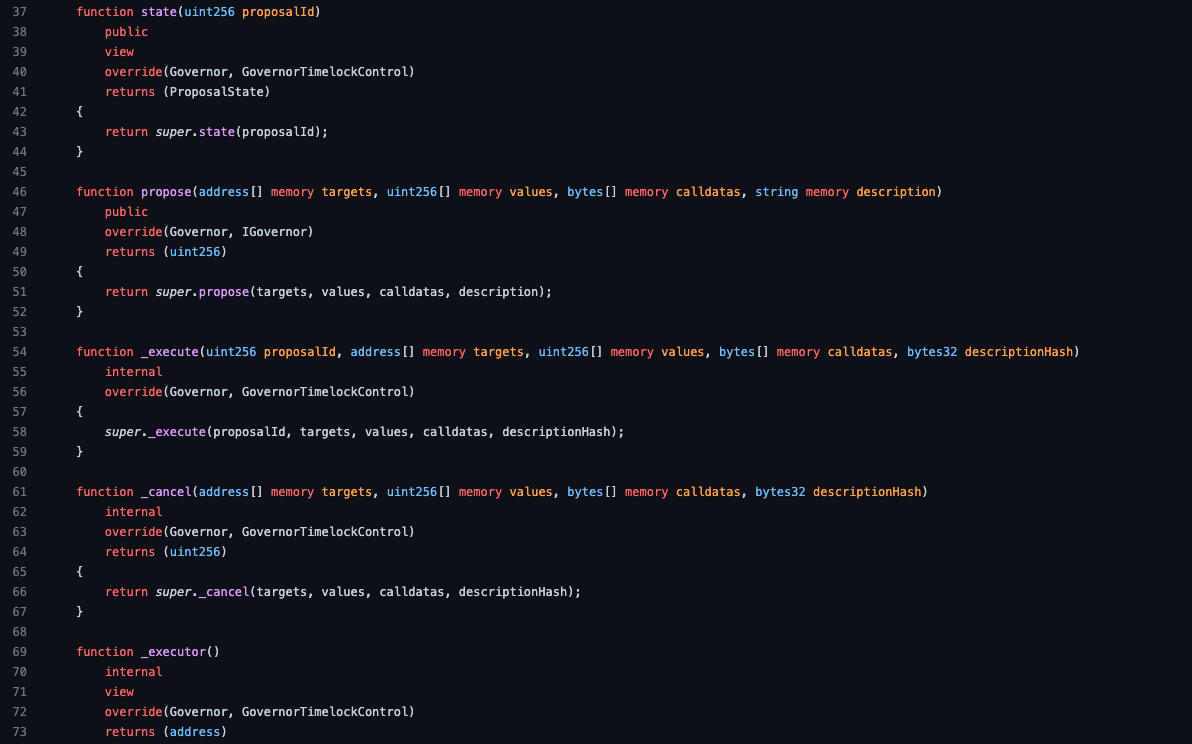 37 function state(uint256 proposalId)
38 public
39 view
40 override(Governor, GovernorTimelockControl)
41 returns (ProposalState)
42 {
43 return super.state(proposalId);
44 }
45
46 function propose(address[] memory targets, uint256[] memory values, bytes[] memory calldatas, string memory description)
47 public
48 override(Governor, IGovernor)
49 returns (uint256)
50 {
51 return super.propose(targets, values, calldatas, description);
52 }
53
54 function _execute(uint256 proposalId, address[] memory targets, uint256[] memory values, bytes[] memory calldatas, bytes32 descriptionHash)
55 internal
56 override(Governor, GovernorTimelockControl)
57 {
58 super._execute(proposalId, targets, values, calldatas, descriptionHash);
59 }
60
61 function _cancel(address[] memory targets, uint256[] memory values, bytes[] memory calldatas, bytes32 descriptionHash)
62 internal
63 override(Governor, GovernorTimelockControl)
64 returns (uint256)
65 {
66 return super._cancel(targets, values, calldatas, descriptionHash);
67 }
68
69 function _executor()
70 internal
71 view
72 override(Governor, GovernorTimelockControl)
73 returns (address)